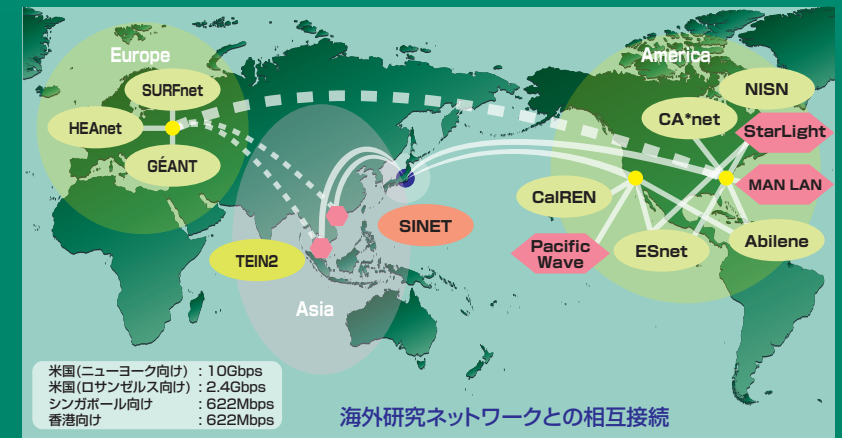 Europe
America
SURFnet
NISN
CA*net
HEAnet
StarLight
GÉANT
MAN LAN
CalREN
SINET
Abilene
Pacific
Wave
ESnet
TEIN2
Asia
米国(ニューヨーク向け) : 10Gbps
米国(ロサンゼルス向け) : 2.4Gbps
シンガポール向け : 622Mbps
香港向け : 622Mbps
海外研究ネットワークとの相互接続